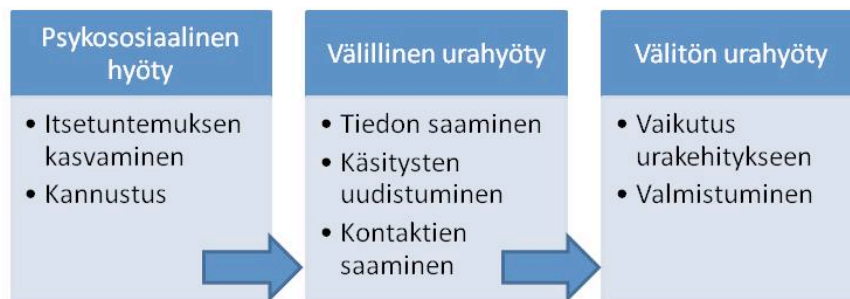 Psykososiaalinen
hyöty
• Itsetuntemuksen
kasvaminen
• Kannustus
Välillinen urahyöty
• Tiedon saaminen
• Käsitysten
uudistuminen
• Kontaktien
saaminen
Välitön urahyöty
• Vaikutus
urakehitykseen
• Valmistuminen